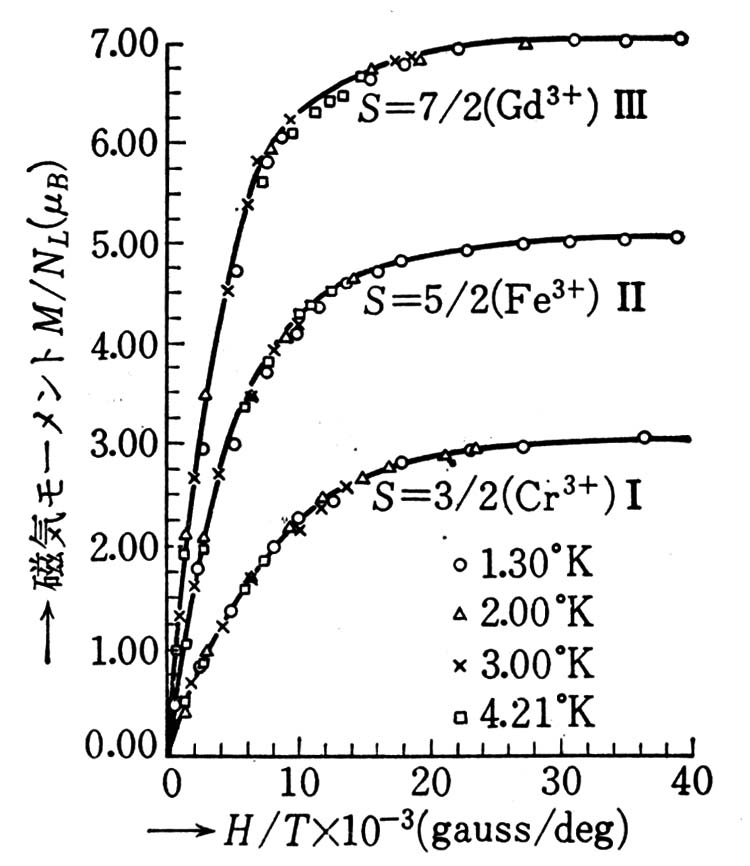 7.00
6.00
5.00
4.00
3.00
2.00
1.00
0.00
→磁気モーメントM/N_L(μ_B)
S=7/2(Gd³⁺) III
S=5/2(Fe³⁺) II
S=3/2(Cr³⁺) I
○ 1.30°K
△ 2.00°K
× 3.00°K
□ 4.21°K
0 10 20 30 40
→H/T×10⁻³(gauss/deg)